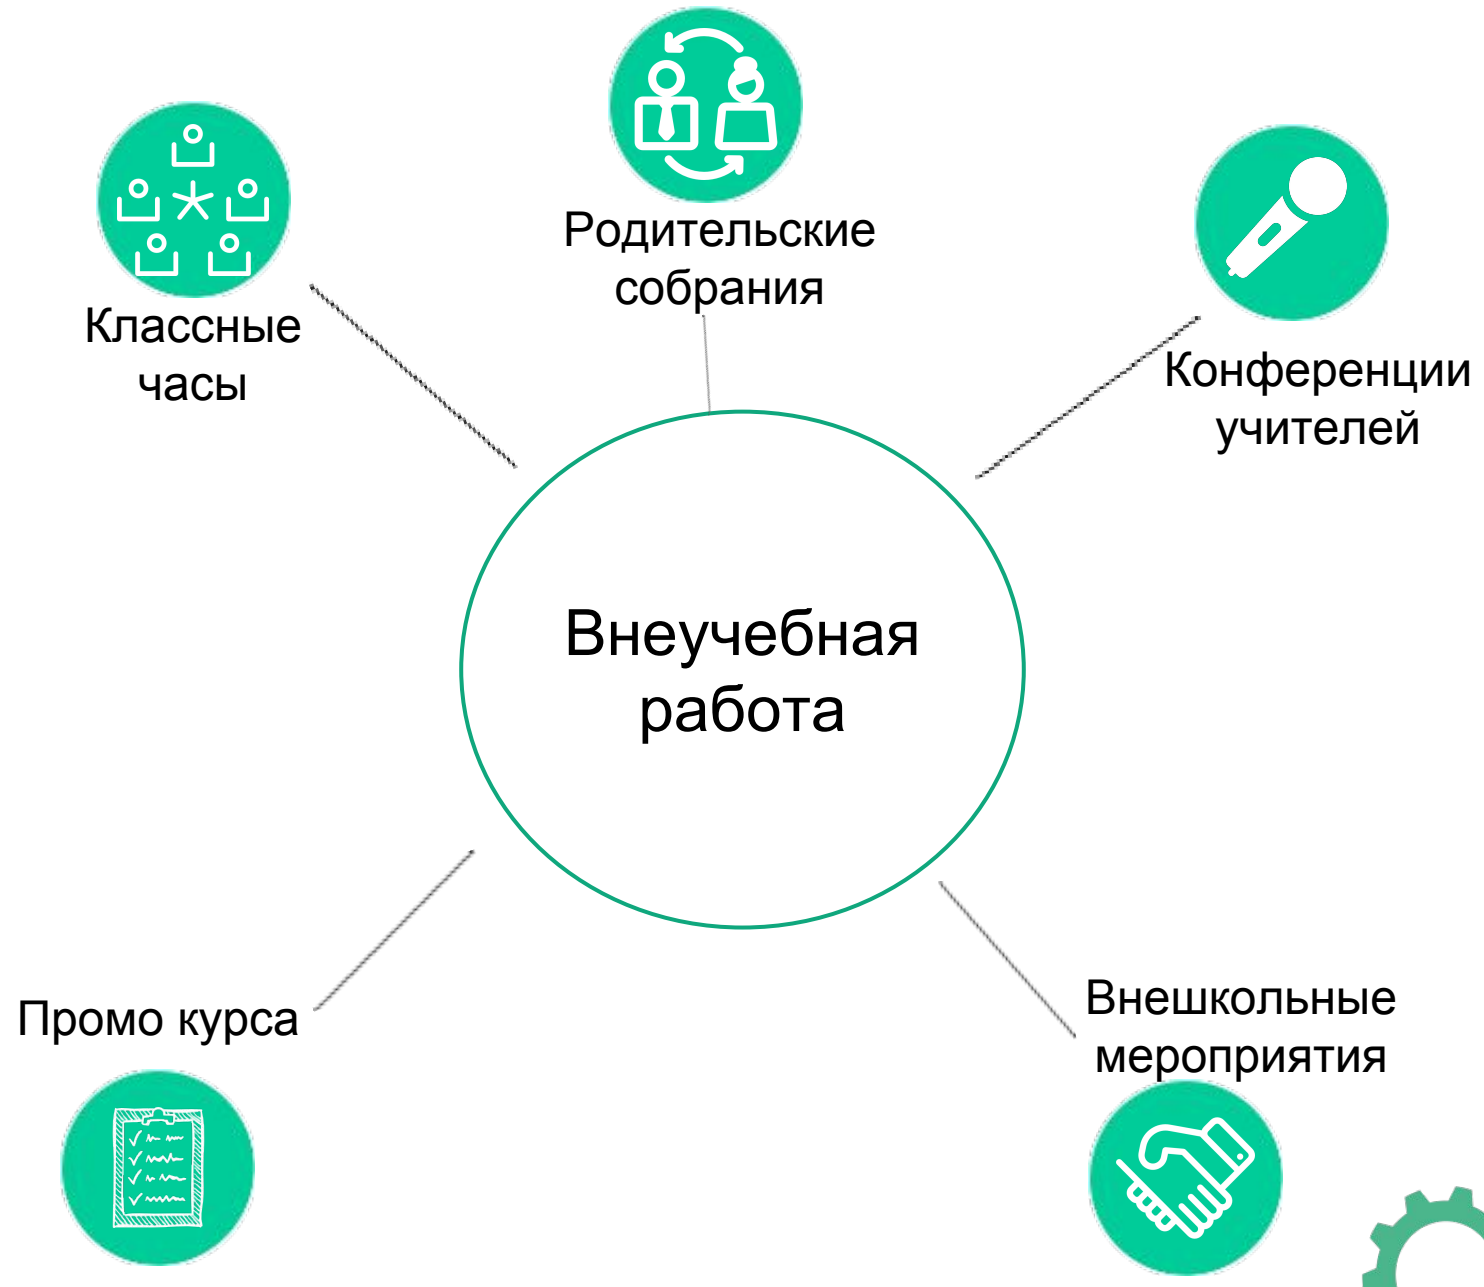 Родительские
собрания
Классные
часы
Конференции
учителей
Внеучебная
работа
Промо курса
Внешкольные
мероприятия